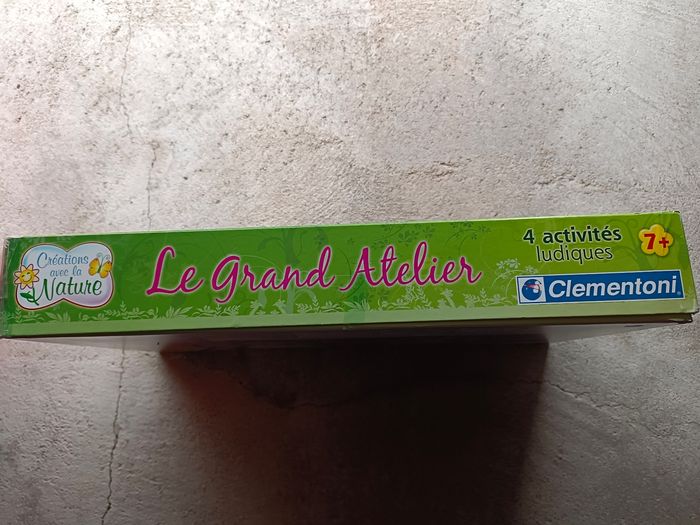 Créations
avec la
Nature
Le Grand Atelier
4 activités
ludiques
7+
Clementoni